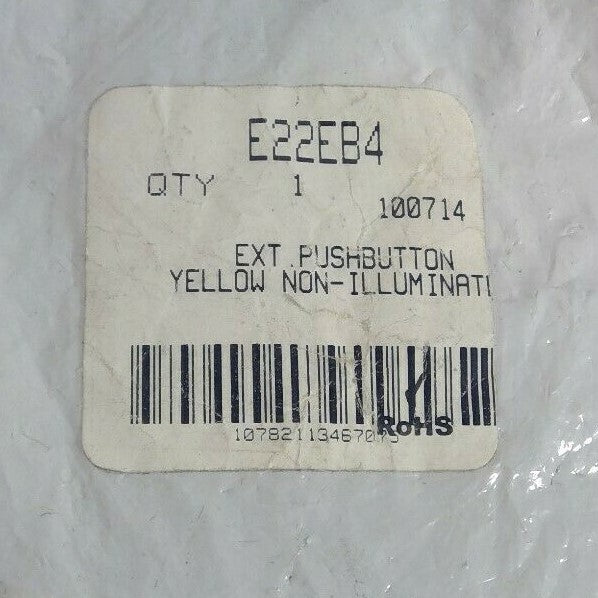 E22EB4
QTY 1
100714
EXT. PUSHBUTTON
YELLOW NON-ILLUMINAT
RoHS